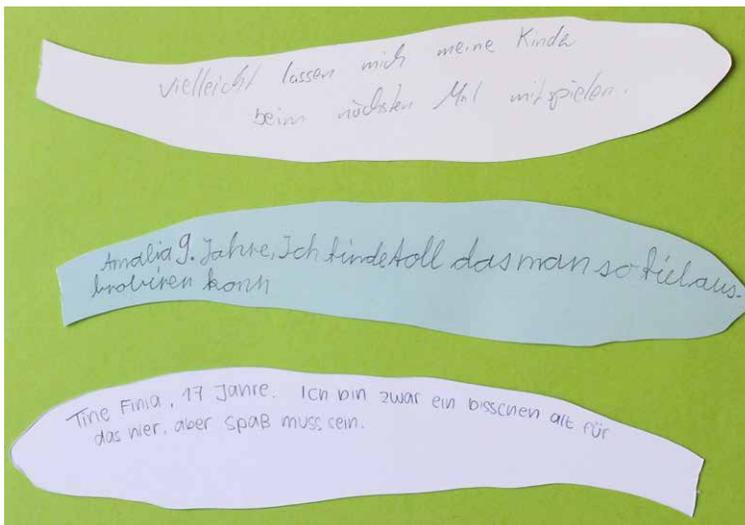 Vielleicht lassen mich meine Kinder
beim nächsten Mal mitspielen.
Amalia 9. Jahre, Ich finde toll das man so fiel aus-
brobiren kann
Tine Finia, 17 Jahre. Ich bin zwar ein bisschen alt für
das hier, aber Spaß muss sein.